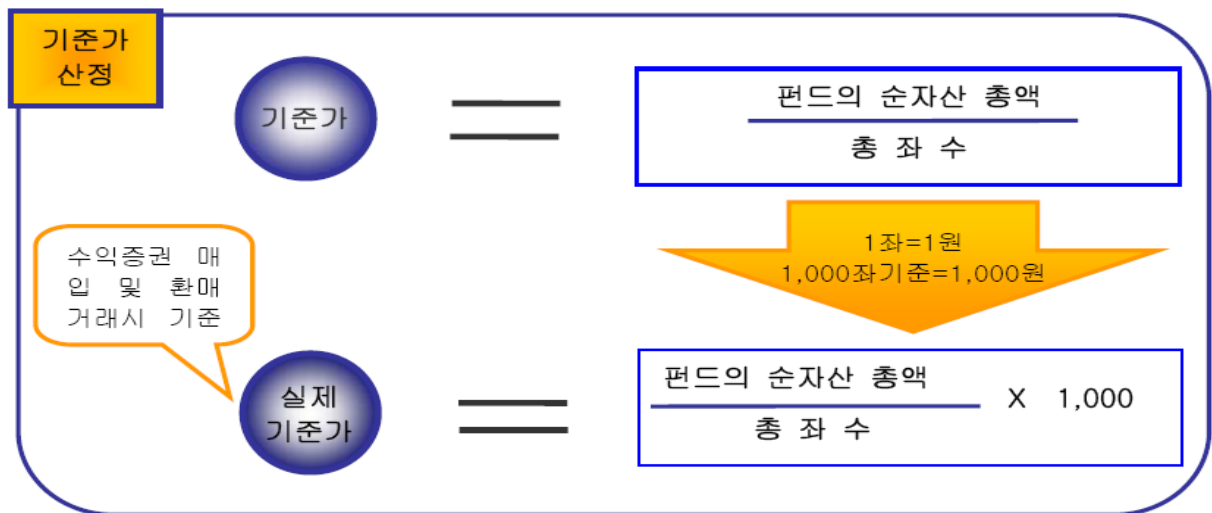 기준가
산정
기준가
펀드의 순자산 총액
총 좌 수
1좌=1원
1,000좌기준=1,000원
수익증권 매
입 및 환매
거래시 기준
실제
기준가
펀드의 순자산 총액
X 1,000
총 좌 수